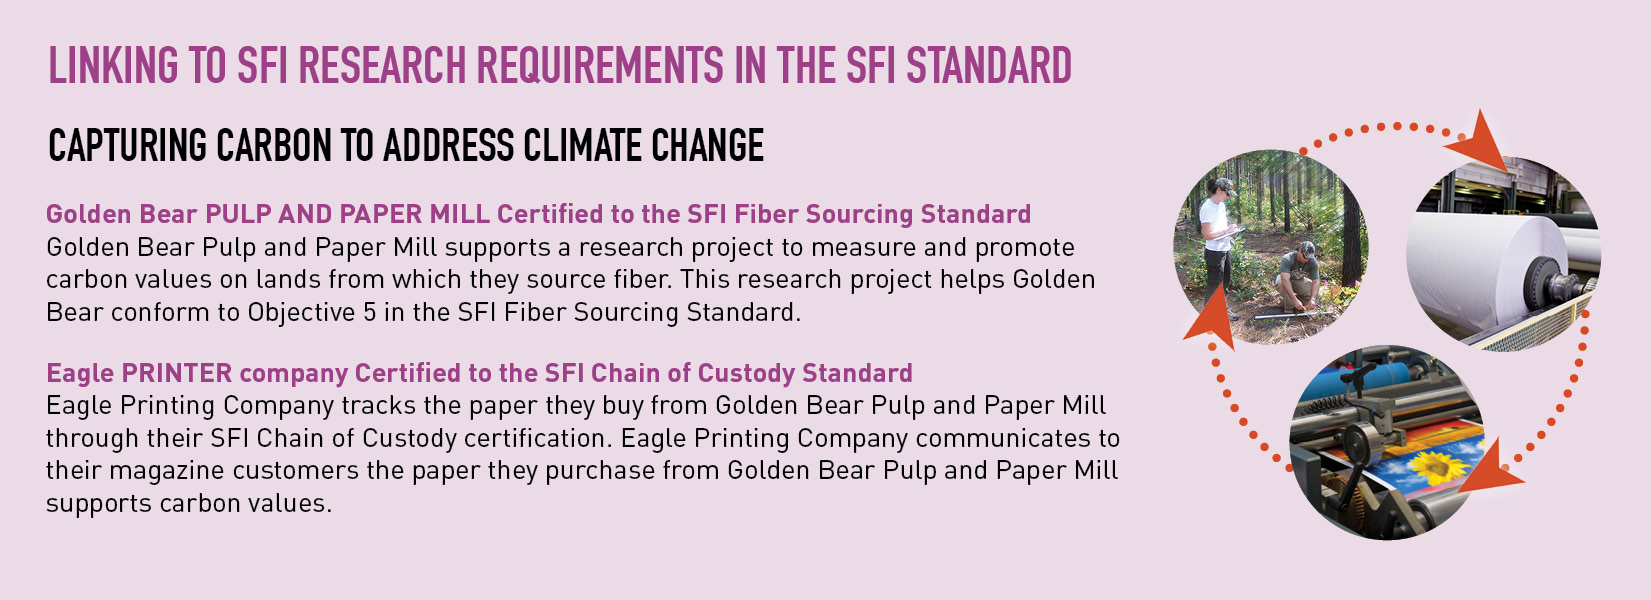 LINKING TO SFI RESEARCH REQUIREMENTS IN THE SFI STANDARD
CAPTURING CARBON TO ADDRESS CLIMATE CHANGE
Golden Bear PULP AND PAPER MILL Certified to the SFI Fiber Sourcing Standard
Golden Bear Pulp and Paper Mill supports a research project to measure and promote
carbon values on lands from which they source fiber. This research project helps Golden
Bear conform to Objective 5 in the SFI Fiber Sourcing Standard.
Eagle PRINTER company Certified to the SFI Chain of Custody Standard
Eagle Printing Company tracks the paper they buy from Golden Bear Pulp and Paper Mill
through their SFI Chain of Custody certification. Eagle Printing Company communicates to
their magazine customers the paper they purchase from Golden Bear Pulp and Paper Mill
supports carbon values.